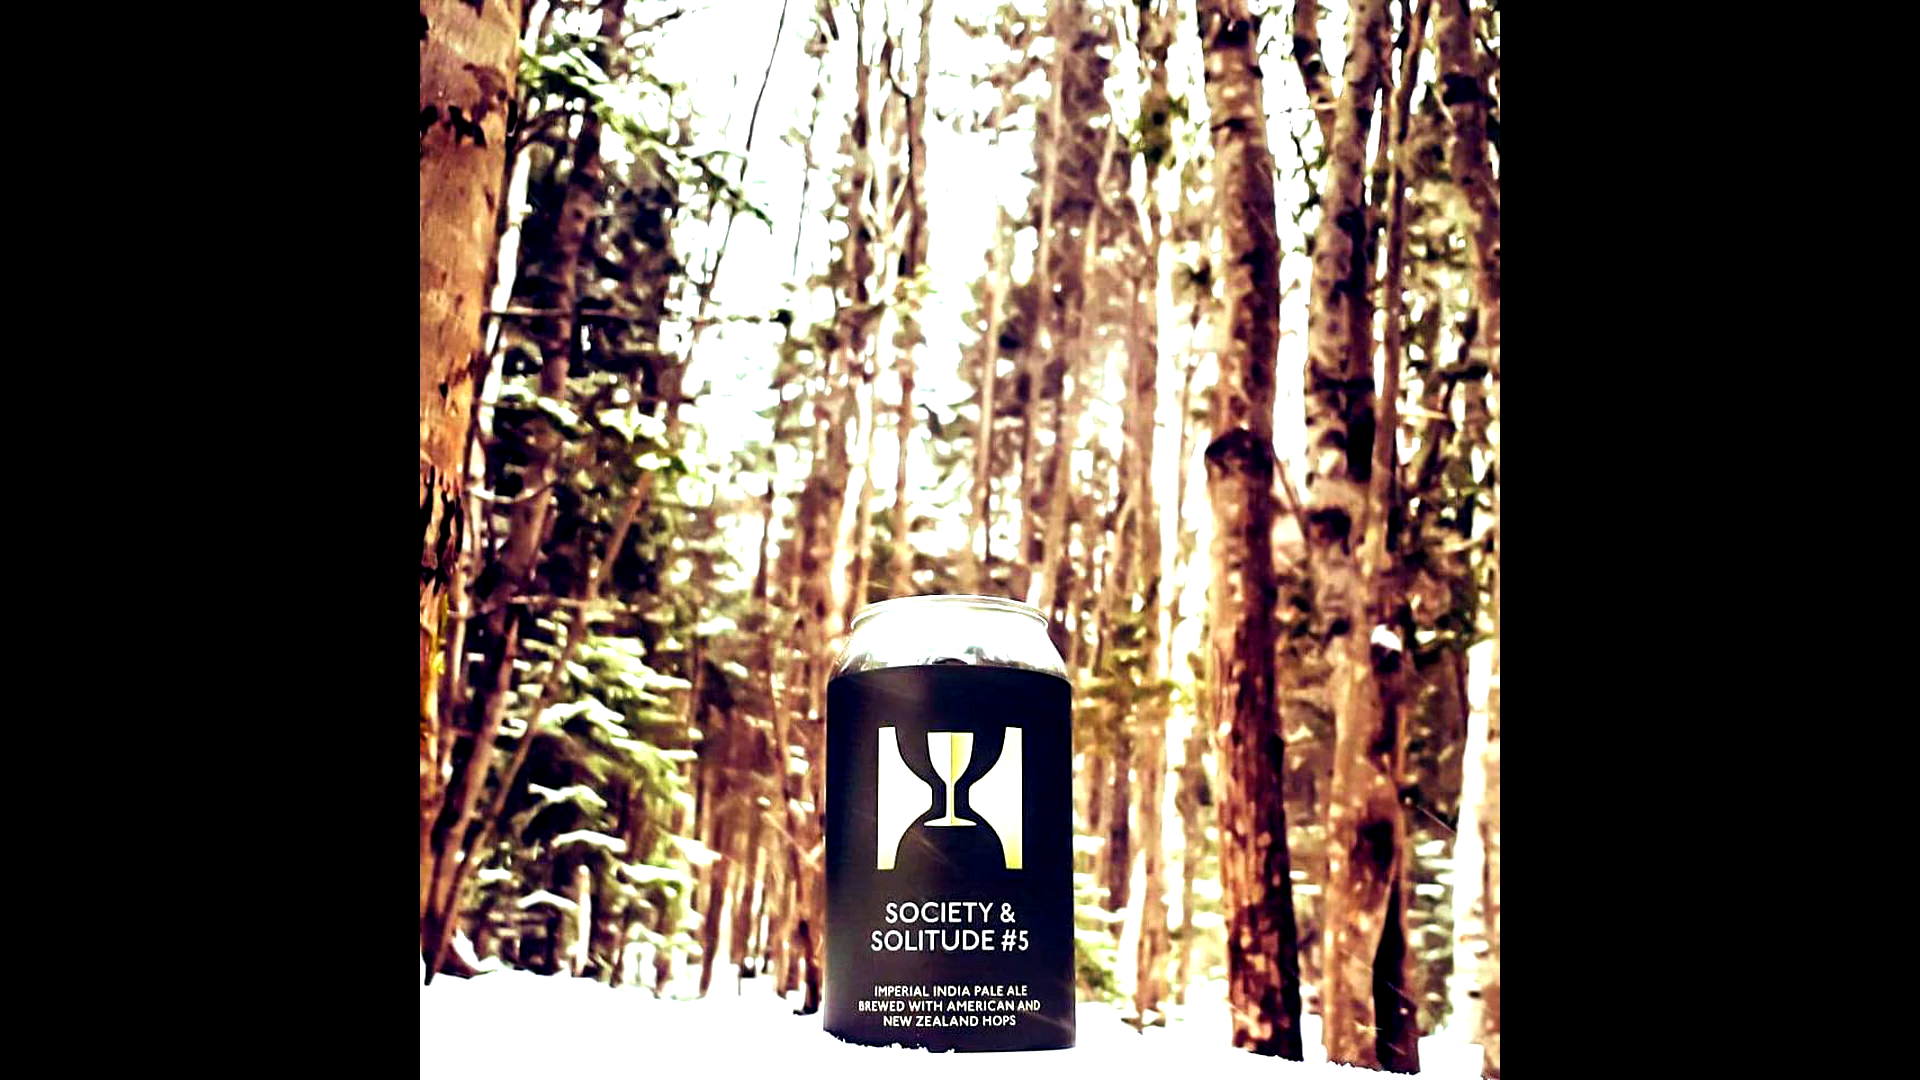 SOCIETY &
SOLITUDE #5
IMPERIAL INDIA PALE ALE
BREWED WITH AMERICAN AND
NEW ZEALAND HOPS